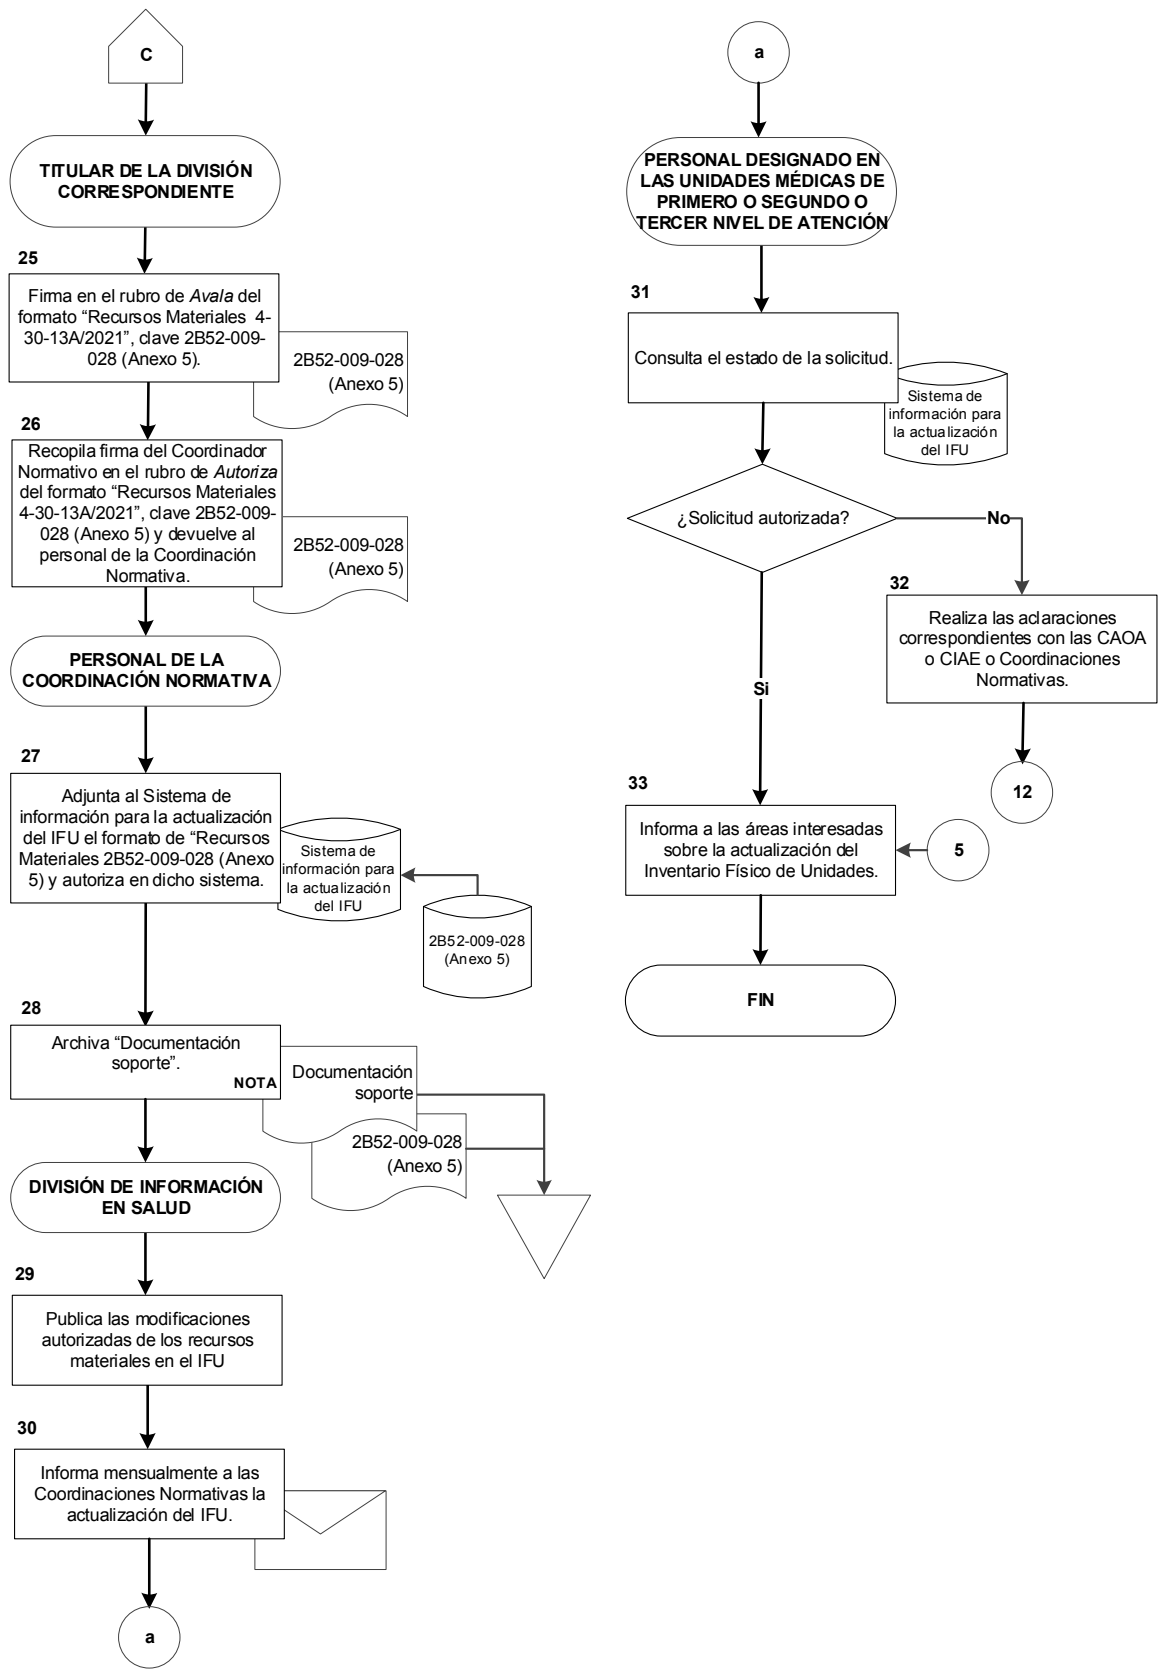 C
TITULAR DE LA DIVISIÓN
CORRESPONDIENTE
25
Firma en el rubro de Avala del
formato “Recursos Materiales 4-
30-13A/2021”, clave 2B52-009-
028 (Anexo 5).
2B52-009-028
(Anexo 5)
26
Recopila firma del Coordinador
Normativo en el rubro de Autoriza
del formato “Recursos Materiales
4-30-13A/2021”, clave 2B52-009-
028 (Anexo 5) y devuelve al
personal de la Coordinación
Normativa.
2B52-009-028
(Anexo 5)
PERSONAL DE LA
COORDINACIÓN NORMATIVA
27
Adjunta al Sistema de
información para la actualización
del IFU el formato de “Recursos
Materiales 2B52-009-028 (Anexo
5) y autoriza en dicho sistema.
Sistema de
información para
la actualización
del IFU
2B52-009-028
(Anexo 5)
28
Archiva “Documentación
soporte”.
NOTA
Documentación
soporte
2B52-009-028
(Anexo 5)
DIVISIÓN DE INFORMACIÓN
EN SALUD
29
Publica las modificaciones
autorizadas de los recursos
materiales en el IFU
30
Informa mensualmente a las
Coordinaciones Normativas la
actualización del IFU.
a
a
PERSONAL DESIGNADO EN
LAS UNIDADES MÉDICAS DE
PRIMERO O SEGUNDO O
TERCER NIVEL DE ATENCIÓN
31
Consulta el estado de la solicitud.
Sistema de
información para
la actualización
del IFU
¿Solicitud autorizada?
No
32
Realiza las aclaraciones
correspondientes con las CAOA
o CIAE o Coordinaciones
Normativas.
12
Si
33
Informa a las áreas interesadas
sobre la actualización del
Inventario Físico de Unidades.
5
FIN